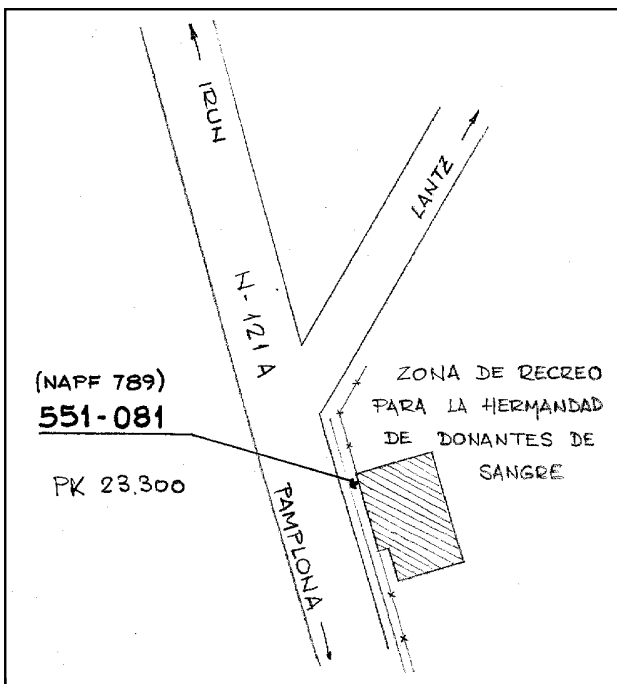 IRUN
LANTZ
N-121 A
(NAPF 789)
551-081
PK 23.300
ZONA DE RECREO
PARA LA HERMANDAD
DE DONANTES DE
SANGRE
PAMPLONA